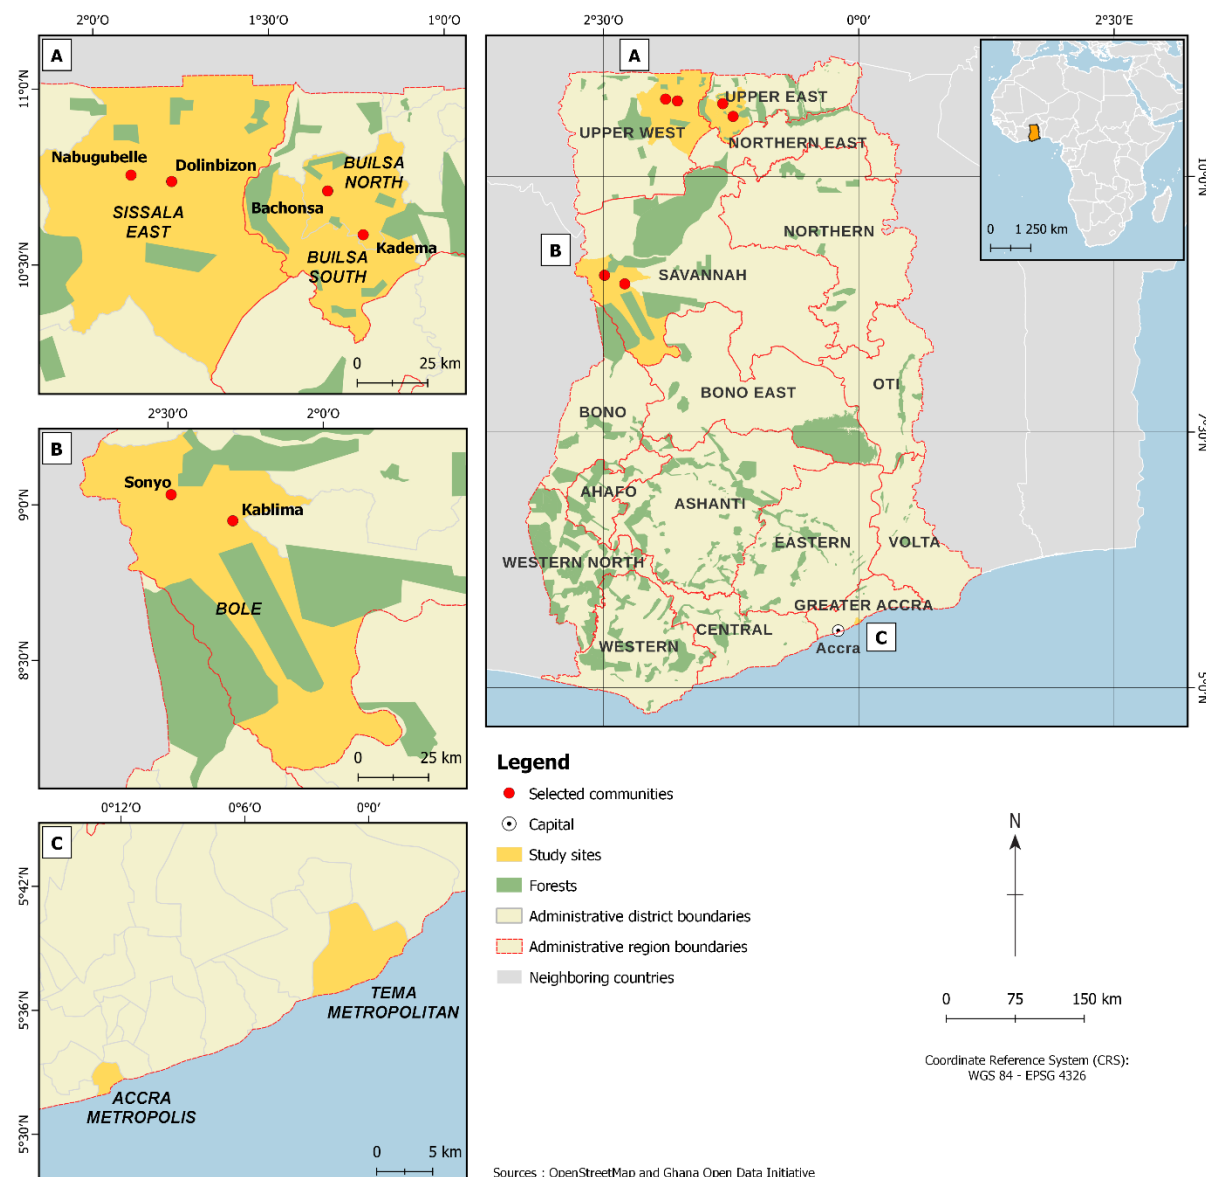 2°0'O
1°30'O
1°0'O
A
11°0'N
10°30'N
Nabugubelle
Dolinbizon
SISSALA
EAST
Bachonsa
BUILSA
NORTH
Kadema
BUILSA
SOUTH
0
25 km
2°30'O
2°0'O
B
9°0'N
8°30'N
Sonyo
Kablima
BOLE
0
25 km
0°12'O
0°6'O
0°0'
C
5°42'N
5°36'N
5°30'N
TEMA
METROPOLITAN
ACCRA
METROPOLIS
0
5 km
2°30'O
0°0'
2°30'E
A
UPPER EAST
UPPER WEST
NORTHERN EAST
10°0'N
NORTHERN
B
SAVANNAH
BONO EAST
OTI
BONO
7°30'N
AHAFO
ASHANTI
EASTERN
VOLTA
WESTERN NORTH
GREATER ACCRA
CENTRAL
WESTERN
Accra
C
5°0'N
0
1 250 km
Legend
Selected communities
Capital
Study sites
Forests
Administrative district boundaries
Administrative region boundaries
Neighboring countries
N
0
75
150 km
Coordinate Reference System (CRS):
WGS 84 - EPSG 4326
Sources : OpenStreetMap and Ghana Open Data Initiative